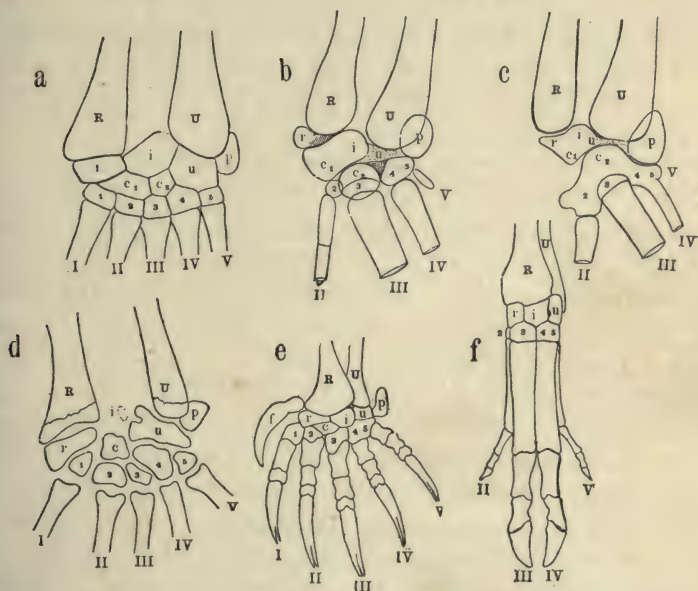 a
R U
r i u p
c₁ c₂
1 2 3 4 5
I II III IV V
b
R U
r i u p
c₁ c₂
2 3 4 5
V
II III IV
c
R U
r i u p
c₁ c₂
2 3 4 5 V
II III IV
d
R i U
r c u p
1 2 3 4 5
I II III IV V
e
R U
f r c i u p
1 2 3 4 5
I II III IV V
f
R U
r i u
2 3 4 5
II V
III IV